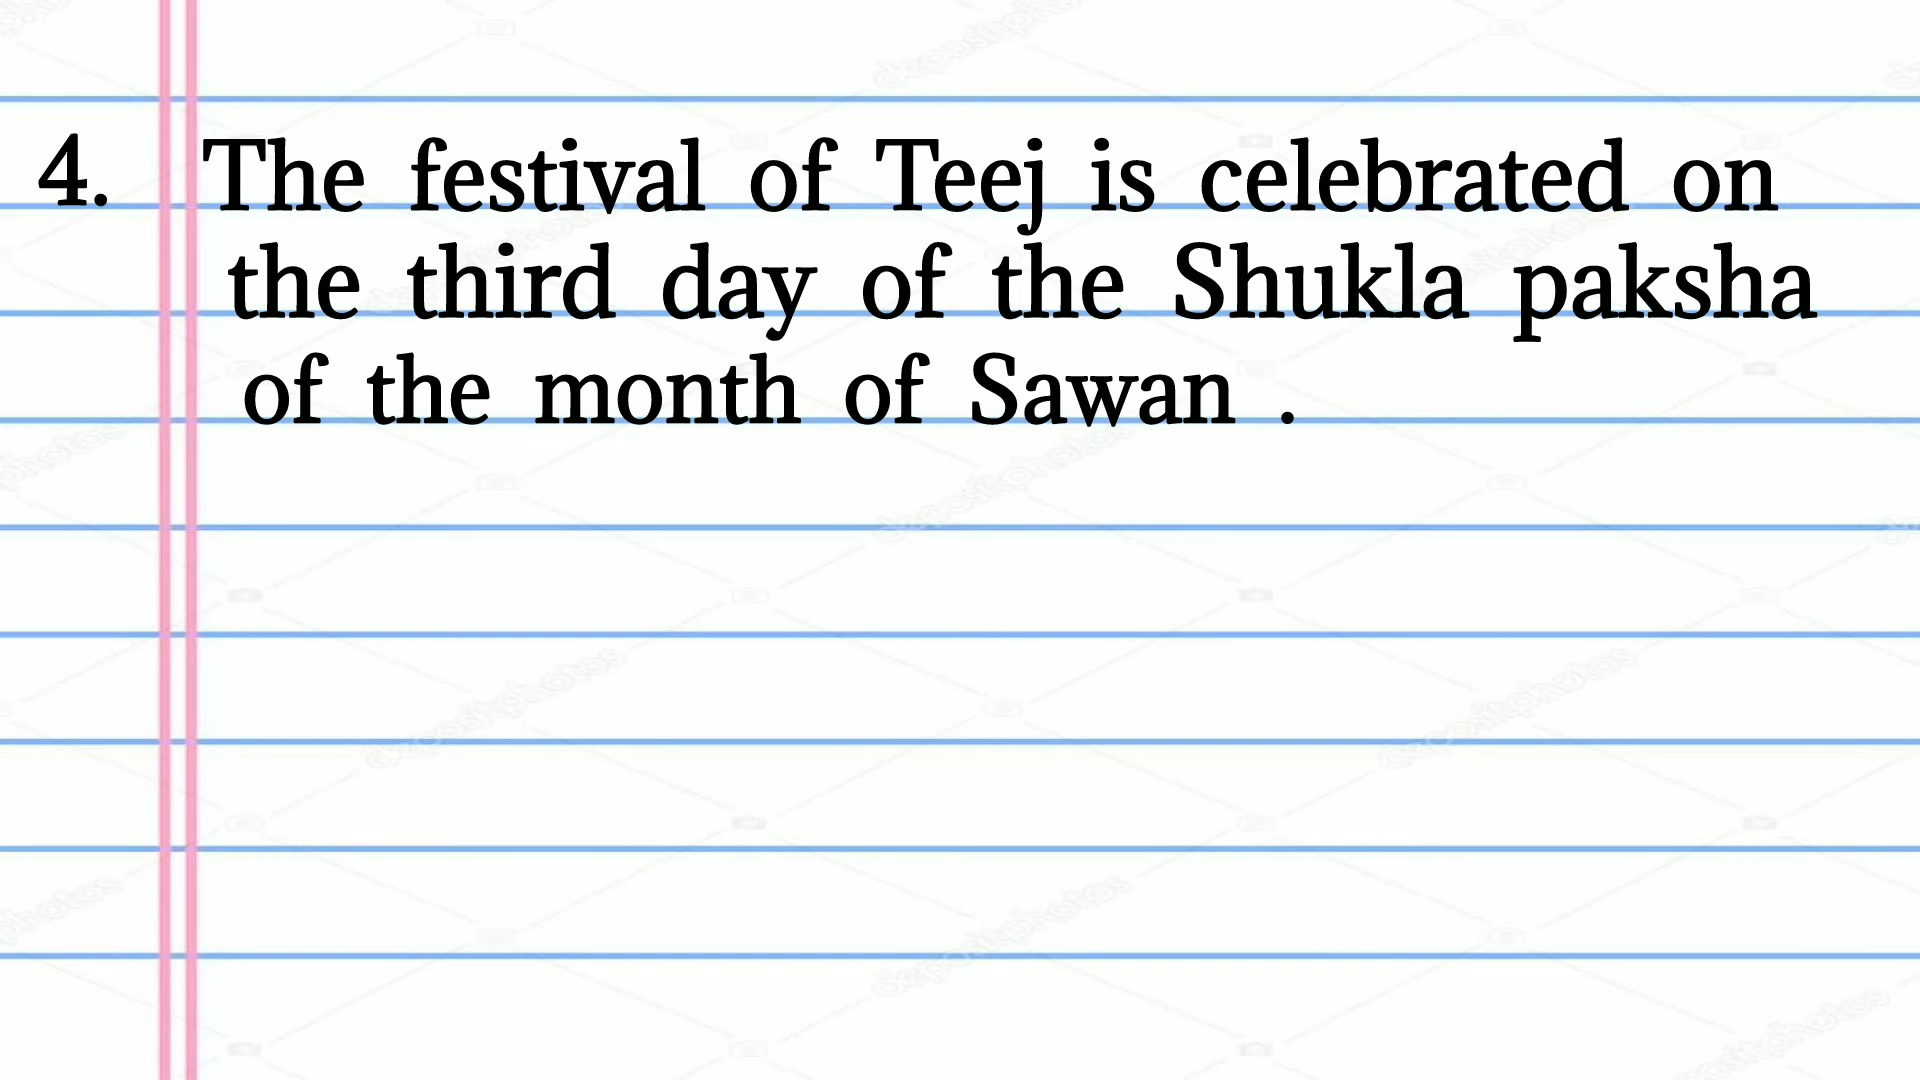 4. The festival of Teej is celebrated on
the third day of the Shukla paksha
of the month of Sawan .